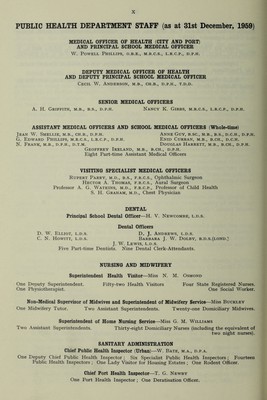 x
PUBLIC HEALTH DEPARTMENT STAFF (as at 31st December, 1959)
MEDICAL OFFICER OF HEALTH (CITY AND PORT)
AND PRINCIPAL SCHOOL MEDICAL OFFICER
W. POWELL PHILLIPS, O.B.E., M.R.C.S., L.R.C.P., D.P.H.
DEPUTY MEDICAL OFFICER OF HEALTH
AND DEPUTY PRINCIPAL SCHOOL MEDICAL OFFICER
CECIL W. ANDERSON, M.B., CH.B., D.P.H., T.D.D.
SENIOR MEDICAL OFFICERS
A. H. GRIFFITH, M.B., B.S., D.P.H. NANCY K. GIBBS, M.R.C.S., L.R.C.P., D.P.H.
ASSISTANT MEDICAL OFFICERS AND SCHOOL MEDICAL OFFICERS (Whole-time)
JEAN W. SMELLIE, M.B., CH.B., D.P.H. ANNE GUY, B.SC., M.B., B.S., D.C.H., D.P.H.
G. EDWARD PHILLIPS, M.R.C.S., L.R.C.P., D.P.H. ENID CURRAN, M.B., B.CH., D.C.H.
N. FRANK, M.B., D.P.H., D.T.M. DOUGLAS HARRETT, M.B., B.CH., D.P.H.
GEOFFREY IRELAND, M.B., B.CH., D.P.H.
Eight Part-time Assistant Medical Officers
VISITING SPECIALIST MEDICAL OFFICERS
RUPERT PARRY, M.D., B.S., F.R.C.S., Ophthalmic Surgeon
HECTOR A. THOMAS, F.R.C.S., Aural Surgeon
Professor A. G. WATKINS, M.D., F.R.C.P., Professor of Child Health
S. H. GRAHAM, M.D., Chest Physician
DENTAL
Principal School Dental Officer—H. V. NEWCOMBE, L.D.S.
Dental Officers
D. W. ELLIOT, L.D.S. D. J. ANDREWS, L.D.S.
C. W. HOWITT, L.D.S. BARBARA J. W. DOLBY, B.D.S.(LOND.)
J. W. LEWIS, L.D.S.
Five Part-time Dentists. Nine Dental Clerk-Attendants.
NURSING AND MIDWIFERY
Superintendent Health Visitor—Miss N. M. OSMOND
One Deputy Superintendent. Fifty-two Health Visitors Four State Registered Nurses.
One Physiotherapist. One Social Worker.
Non-Medical Supervisor of Midwives and Superintendent of Midwifery Service—Miss BUCKLEY
One Midwifery Tutor. Two Assistant Superintendents. Twenty-one Domiciliary Midwives.
Superintendent of Home Nursing Service—Miss G. M. WILLIAMS
Two Assistant Superintendents. Thirty-eight Domiciliary Nurses (including the equivalent of
two night nurses).
SANITARY ADMINISTRATION
Chief Public Health Inspector (Urban)—W. BATE, M.B.A., D.P.A.
One Deputy Chief Public Health Inspector; Six Specialist Public Health Inspectors; Fourteen
Public Health Inspectors; One Lady Visitor for Housing Estates; One Rodent Officer.
Chief Port Health Inspector—T. G. NEWBY
One Port Health Inspector; One Deratisation Officer.